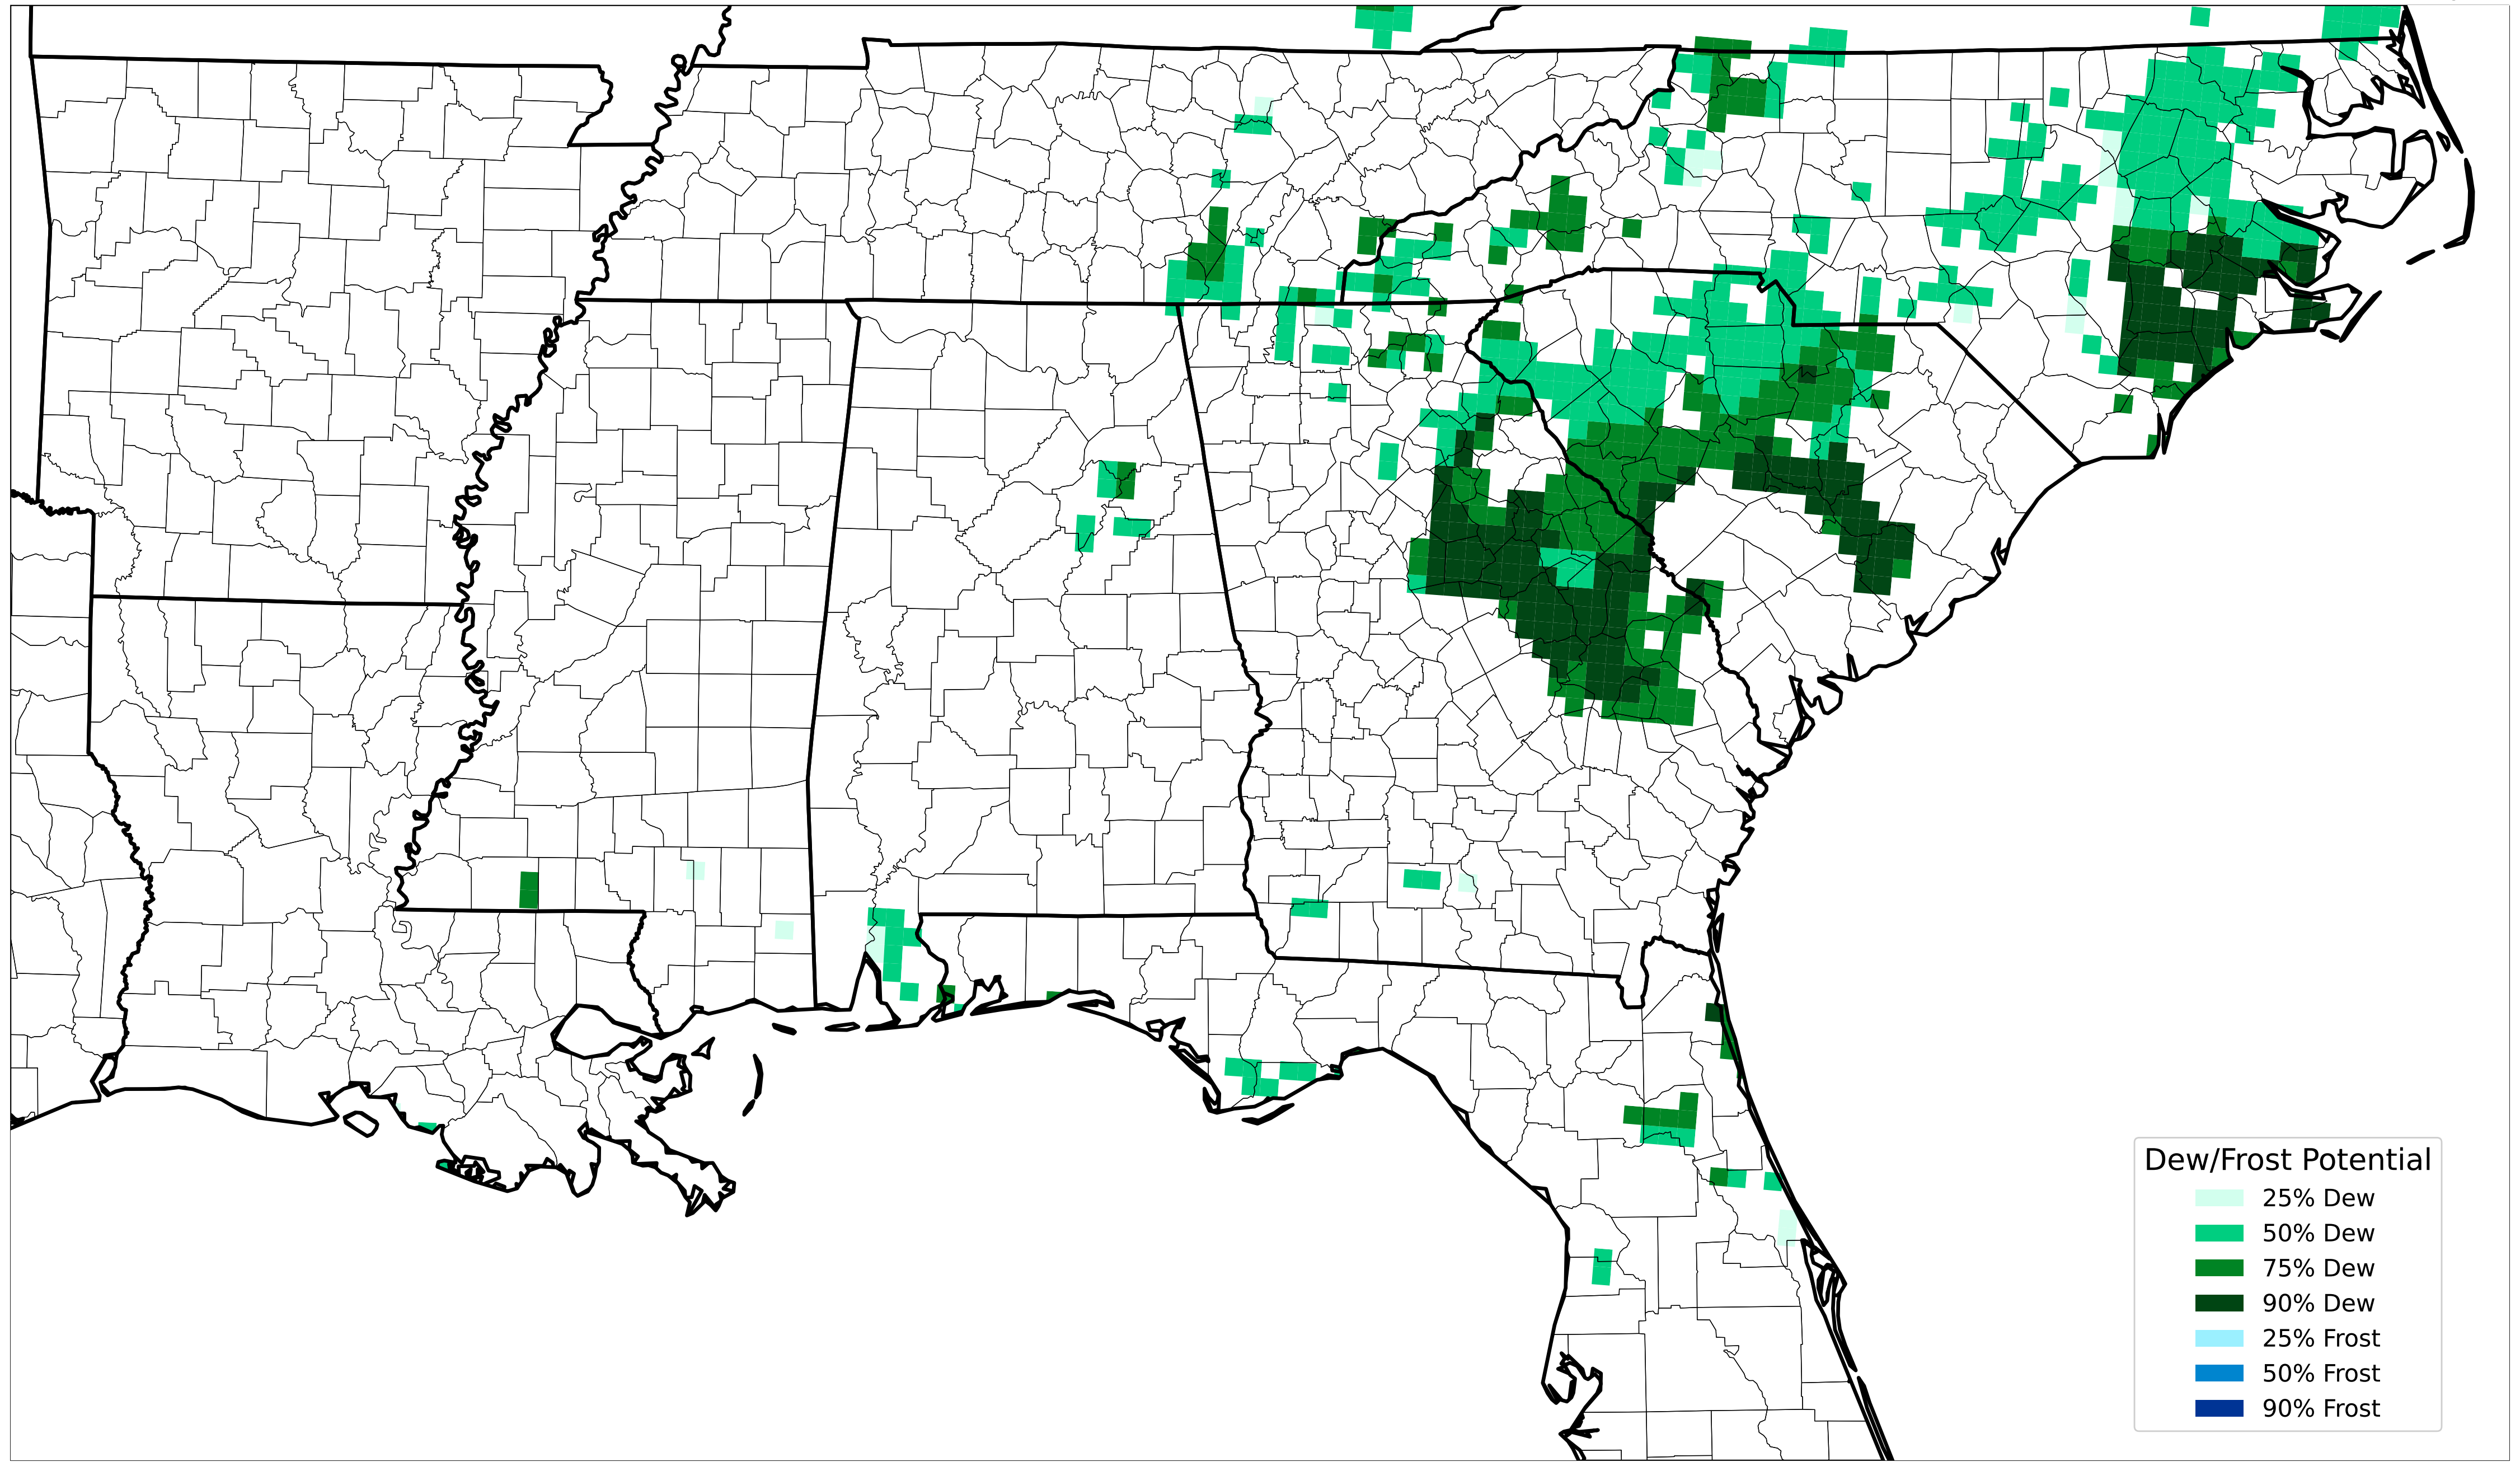 Dew/Frost Potential
25% Dew
50% Dew
75% Dew
90% Dew
25% Frost
50% Frost
90% Frost